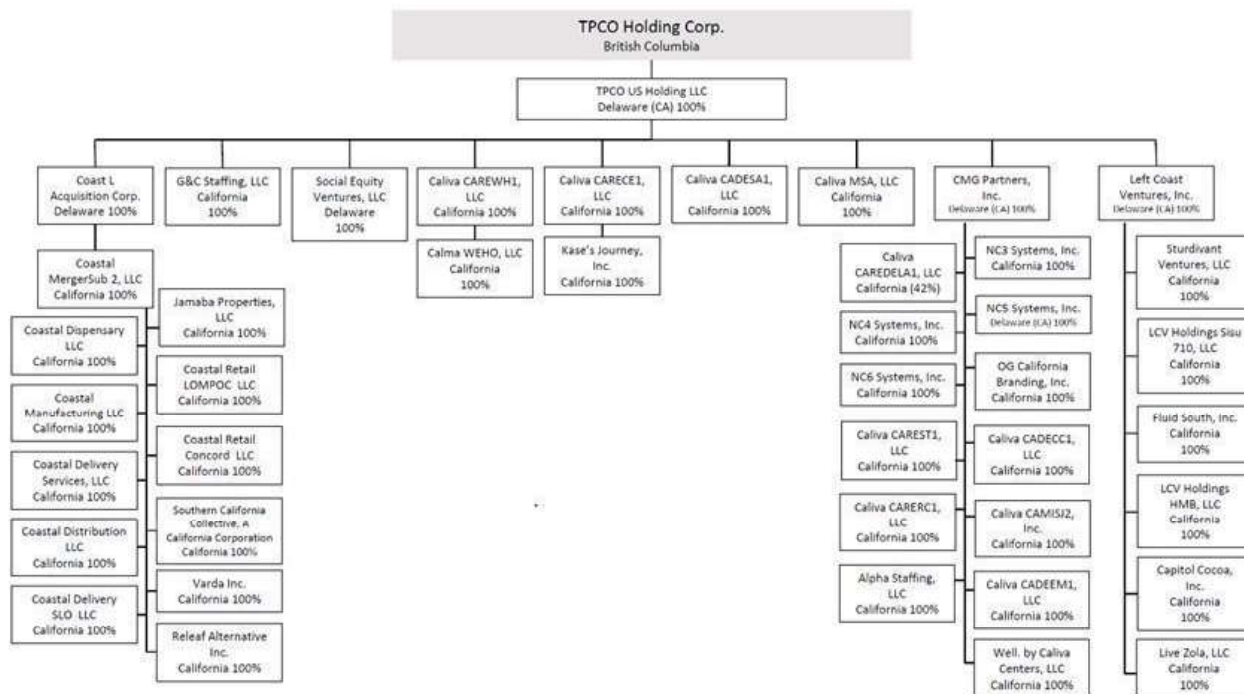 TPCO Holding Corp.
British Columbia
TPCO US Holding LLC
Delaware (CA) 100%
Coast L
Acquisition Corp.
Delaware 100%
G&C Staffing, LLC
California
100%
Social Equity
Ventures, LLC
Delaware
100%
Caliva CAREWH1,
LLC
California 100%
Caliva CARECE1,
LLC
California 100%
Caliva CADESA1,
LLC
California 100%
Caliva MSA, LLC
California
100%
CMG Partners,
Inc.
Delaware (CA) 100%
Left Coast
Ventures, Inc.
Delaware (CA) 100%
Coastal
MergerSub 2, LLC
California 100%
Calma WEHO, LLC
California
100%
Kase's Journey,
Inc.
California 100%
Coastal Dispensary
LLC
California 100%
Coastal
Manufacturing LLC
California 100%
Coastal Delivery
Services, LLC
California 100%
Coastal Distribution
LLC
California 100%
Coastal Delivery
SLO LLC
California 100%
Jamaba Properties,
LLC
California 100%
Coastal Retail
LOMPOC LLC
California 100%
Coastal Retail
Concord LLC
California 100%
Southern California
Collective, A
California Corporation
California 100%
Varda Inc.
California 100%
Releaf Alternative
Inc.
California 100%
Caliva
CAREDELA1, LLC
California (42%)
NC4 Systems, Inc.
California 100%
NC6 Systems, Inc.
California 100%
Caliva CAREST1,
LLC
California 100%
Caliva CARERC1,
LLC
California 100%
Alpha Staffing,
LLC
California 100%
NC3 Systems, Inc.
California 100%
NC5 Systems, Inc.
Delaware (CA) 100%
OG California
Branding, Inc.
California 100%
Caliva CADECC1,
LLC
California 100%
Caliva CAMISJ2,
Inc.
California 100%
Caliva CADEEM1,
LLC
California 100%
Well. by Caliva
Centers, LLC
California 100%
Sturdivant
Ventures, LLC
California
100%
LCV Holdings Sisu
710, LLC
California
100%
Fluid South, Inc.
California
100%
LCV Holdings
HMB, LLC
California
100%
Capitol Cocoa,
Inc.
California
100%
Live Zola, LLC
California
100%